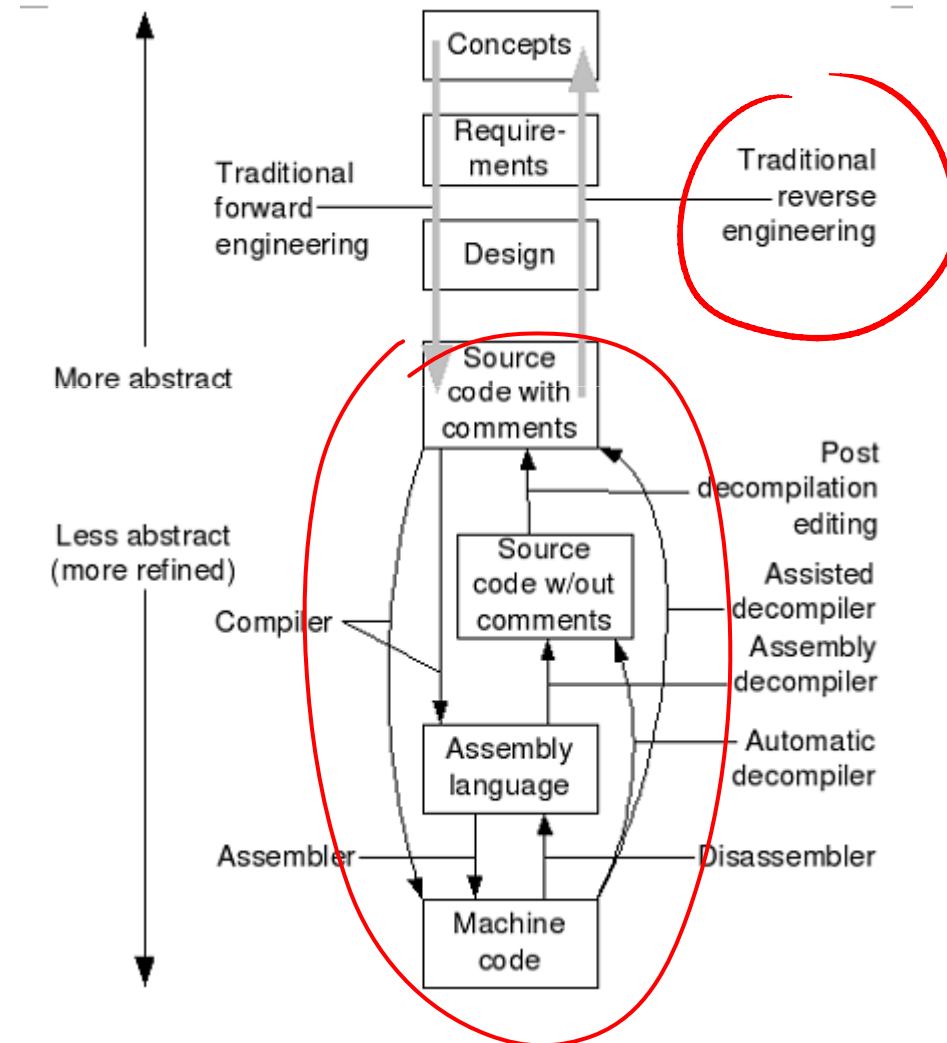 Concepts
Require-
ments
Traditional
forward
engineering
Traditional
reverse
engineering
Design
More abstract
Source
code with
comments
Post
decompilation
editing
Less abstract
(more refined)
Source
code w/out
comments
Assisted
decompiler
Compiler
Assembly
decompiler
Assembly
language
Automatic
decompiler
Assembler
Disassembler
Machine
code